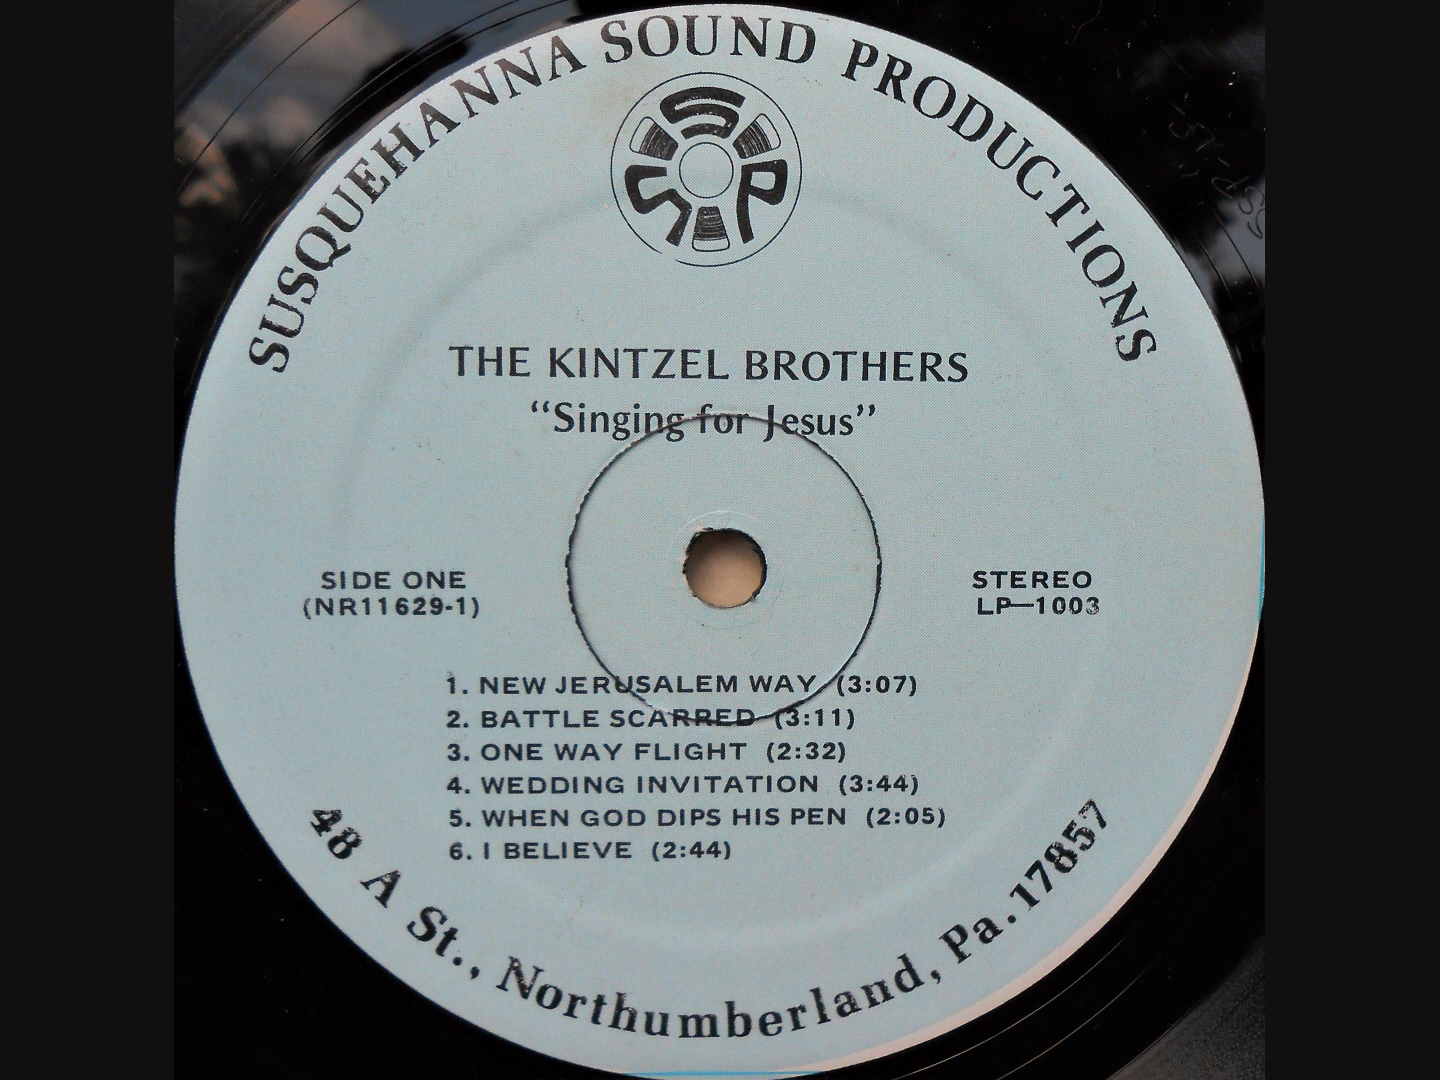 SUSQUEHANNA SOUND PRODUCTIONS
SSP
THE KINTZEL BROTHERS
“Singing for Jesus”
SIDE ONE
(NR11629-1)
STEREO
LP—1003
1. NEW JERUSALEM WAY (3:07)
2. BATTLE SCARRED (3:11)
3. ONE WAY FLIGHT (2:32)
4. WEDDING INVITATION (3:44)
5. WHEN GOD DIPS HIS PEN (2:05)
6. I BELIEVE (2:44)
48 A St., Northumberland, Pa. 17857